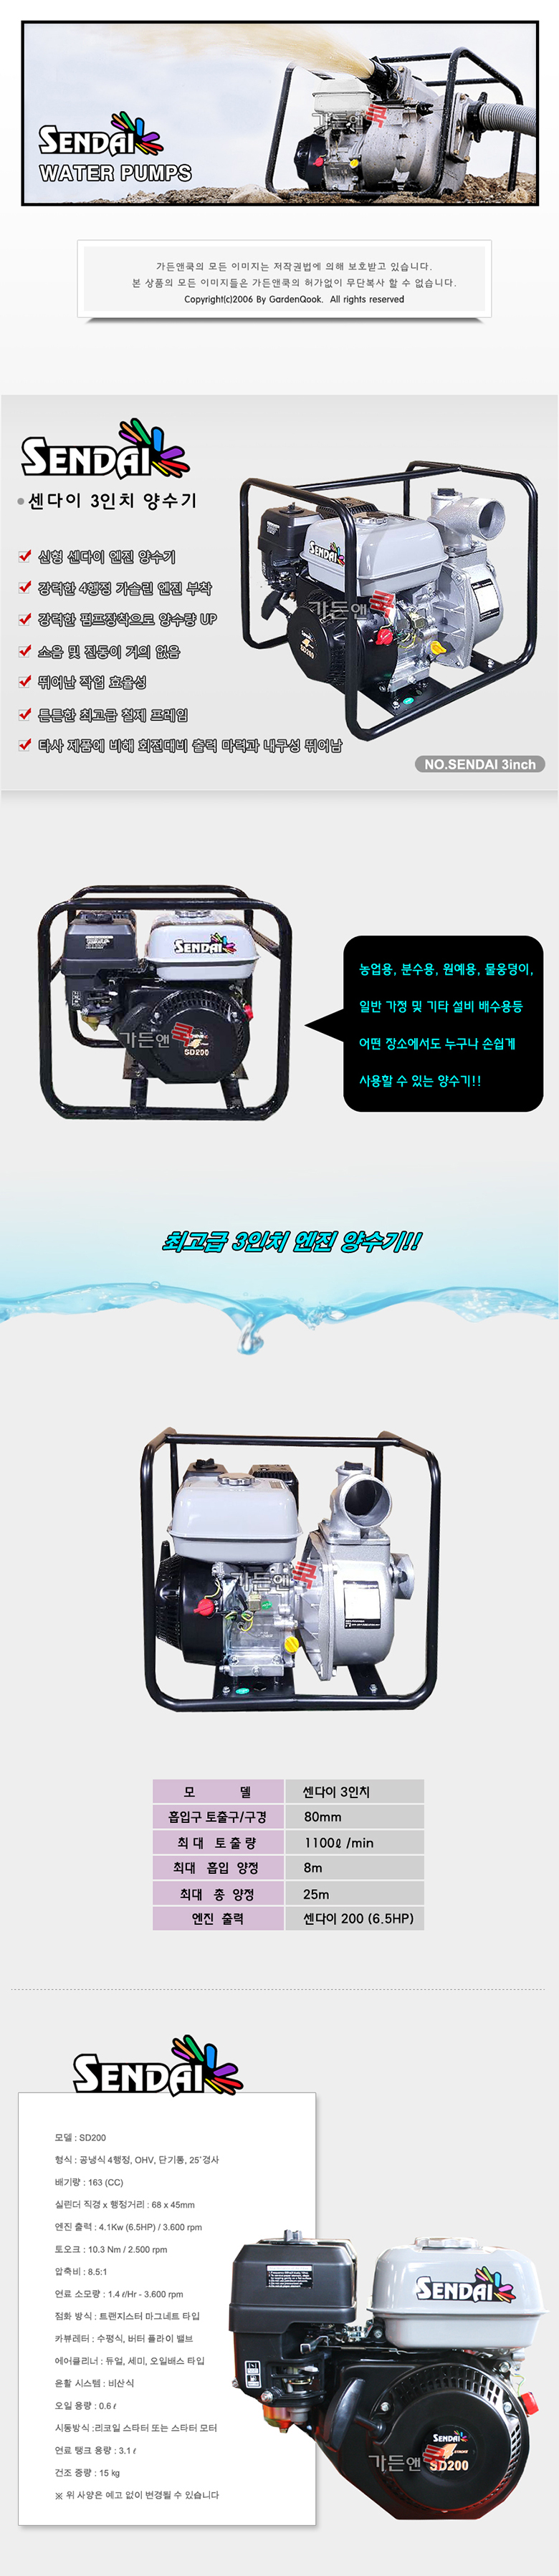 SENDAI
WATER PUMPS
가든앤쿡
가든앤쿡의 모든 이미지는 저작권법에 의해 보호받고 있습니다.
본 상품의 모든 이미지들은 가든앤쿡의 허가없이 무단복사 할 수 없습니다.
Copyright(c)2006 By GardenQook. All rights reserved
SENDAI
센다이 3인치 양수기
신형 센다이 엔진 양수기
강력한 4행정 가솔린 엔진 부착
강력한 펌프장착으로 양수량 UP
소음 및 진동이 거의 없음
뛰어난 작업 효율성
튼튼한 최고급 철제 프레임
타사 제품에 비해 회전대비 출력 마력과 내구성 뛰어남
SENDAI
가든앤쿡
SD200
NO.SENDAI 3inch
SENDAI
가든앤쿡
SD200
농업용, 분수용, 원예용, 물웅덩이,
일반 가정 및 기타 설비 배수용등
어떤 장소에서도 누구나 손쉽게
사용할 수 있는 양수기!!
최고급 3인치 엔진 양수기!!
가든앤쿡
모 델 센다이 3인치
흡입구 토출구/구경 80mm
최 대 토 출 량 1100ℓ /min
최대 흡입 양정 8m
최대 총 양정 25m
엔진 출력 센다이 200 (6.5HP)
SENDAI
모델 : SD200
형식 : 공냉식 4행정, OHV, 단기통, 25˚경사
배기량 : 163 (CC)
실린더 직경 x 행정거리 : 68 x 45mm
엔진 출력 : 4.1Kw (6.5HP) / 3.600 rpm
토오크 : 10.3 Nm / 2.500 rpm
압축비 : 8.5:1
연료 소모량 : 1.4 ℓ/Hr - 3.600 rpm
점화 방식 : 트랜지스터 마그네트 타입
카뷰레터 : 수평식, 버터 플라이 밸브
에어클리너 : 듀얼, 세미, 오일배스 타입
윤활 시스템 : 비산식
오일 용량 : 0.6 ℓ
시동방식 :리코일 스타터 또는 스타터 모터
연료 탱크 용량 : 3.1 ℓ
건조 중량 : 15 kg
※ 위 사양은 예고 없이 변경될 수 있습니다
SENDAI
SENDAI
가든앤쿡
SD200